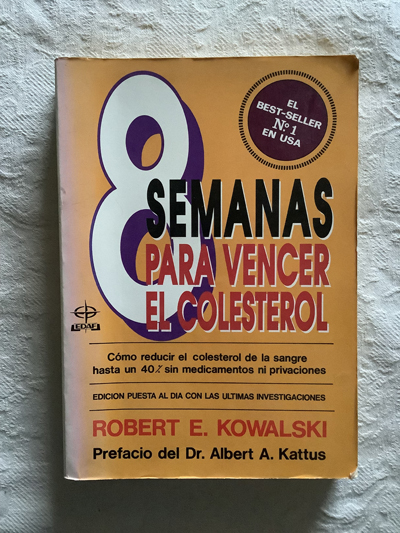 EL
BEST-SELLER
Nº 1
EN USA
8
SEMANAS
PARA VENCER
EL COLESTEROL
EDAF
Cómo reducir el colesterol de la sangre
hasta un 40% sin medicamentos ni privaciones
EDICION PUESTA AL DIA CON LAS ULTIMAS INVESTIGACIONES
ROBERT E. KOWALSKI
Prefacio del Dr. Albert A. Kattus